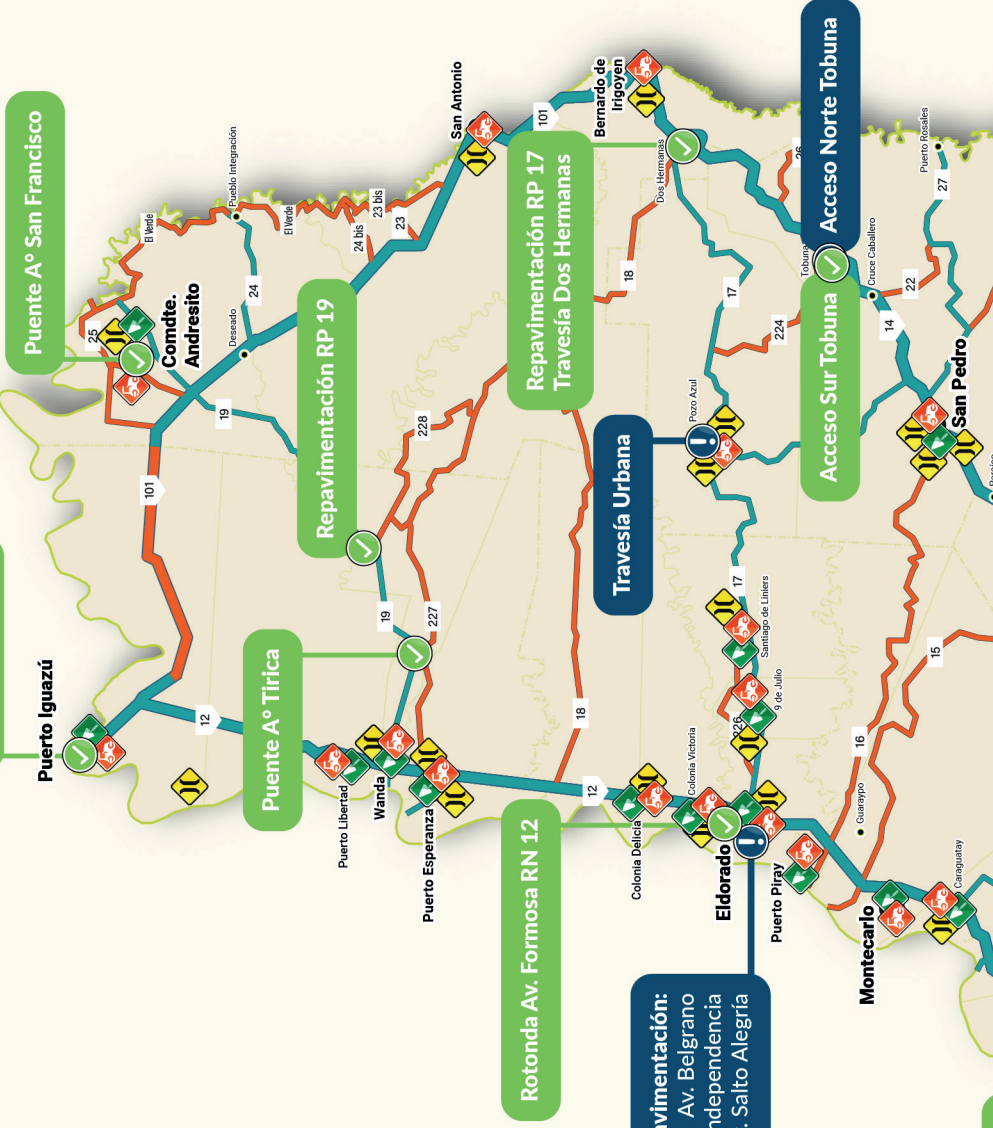 Puente A° San Francisco
25
Comdte.
Andresito
El Verde
Pueblo Integración
El Verde
24
Deseado
24 bis
23 bis
23
San Antonio
101
Bernardo de
Irigoyen
Repavimentación RP 17
Travesía Dos Hermanas
Dos Hermanas
101
19
Repavimentación RP 19
19
228
227
18
17
224
26
Tobuna
Acceso Norte Tobuna
Acceso Sur Tobuna
Cruce Caballero
Puerto Rosales
27
22
14
San Pedro
Pozo Azul
Travesía Urbana
Puerto Iguazú
12
Puente A° Tirica
Puerto Libertad
Wanda
Puerto Esperanza
18
12
Rotonda Av. Formosa RN 12
Colonia Delicia
Colonia Victoria
Eldorado
17
Santiago de Liniers
9 de Julio
Puerto Piray
15
16
Guaraypo
Montecarlo
Caraguatay
Av. Belgrano
Salto Alegría